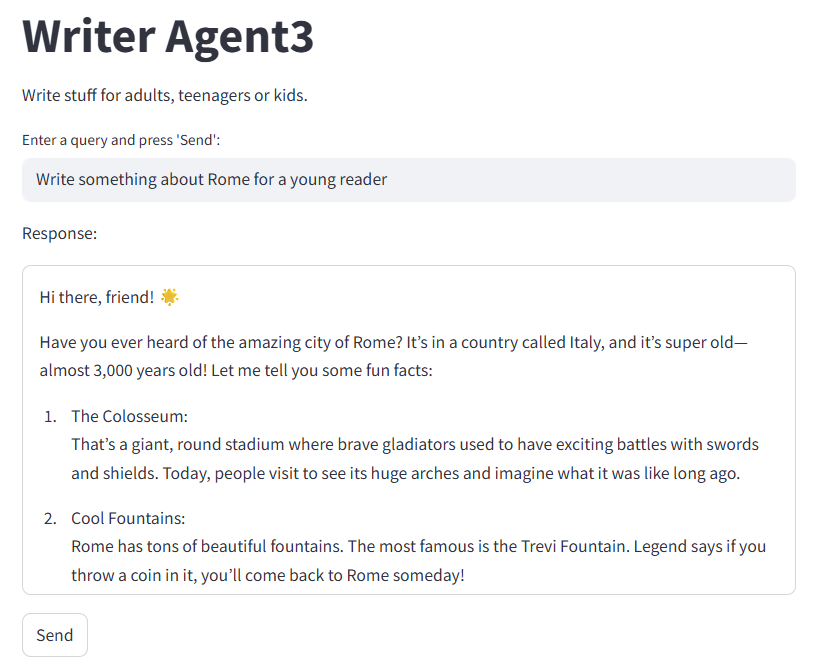 Writer Agent3
Write stuff for adults, teenagers or kids.
Enter a query and press 'Send':
Write something about Rome for a young reader
Response:
Hi there, friend! 🌟
Have you ever heard of the amazing city of Rome? It’s in a country called Italy, and it’s super old—
almost 3,000 years old! Let me tell you some fun facts:
1. The Colosseum:
That’s a giant, round stadium where brave gladiators used to have exciting battles with swords
and shields. Today, people visit to see its huge arches and imagine what it was like long ago.
2. Cool Fountains:
Rome has tons of beautiful fountains. The most famous is the Trevi Fountain. Legend says if you
throw a coin in it, you’ll come back to Rome someday!
Send